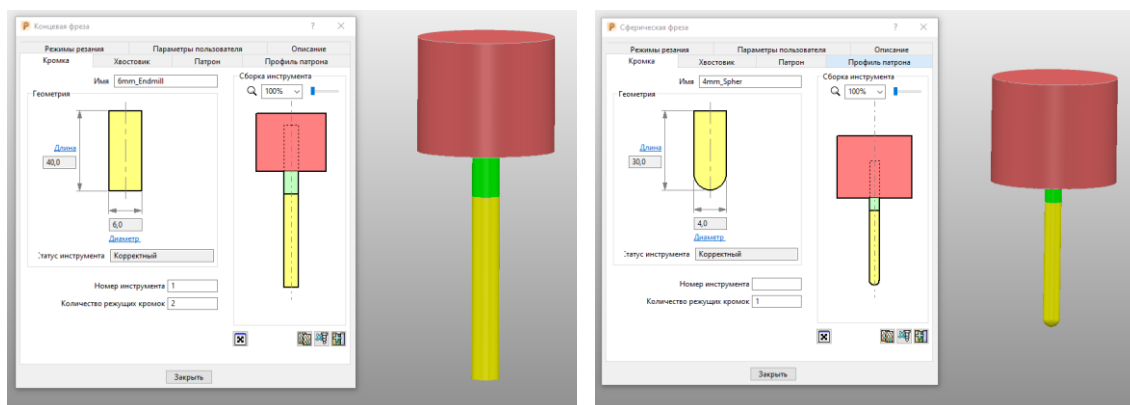 Концевая фреза
Режимы резания Параметры пользователя Описание
Кромка Хвостовик Патрон Профиль патрона
Имя 6mm_Endmill
Сборка инструмента
100%
Геометрия
Длина
40,0
6,0
Диаметр
Статус инструмента Корректный
Номер инструмента 1
Количество режущих кромок 2
Закрыть
Сферическая фреза
Режимы резания Параметры пользователя Описание
Кромка Хвостовик Патрон Профиль патрона
Имя 4mm_Spher
Сборка инструмента
100%
Геометрия
Длина
30,0
4,0
Диаметр
Статус инструмента Корректный
Номер инструмента
Количество режущих кромок 1
Закрыть